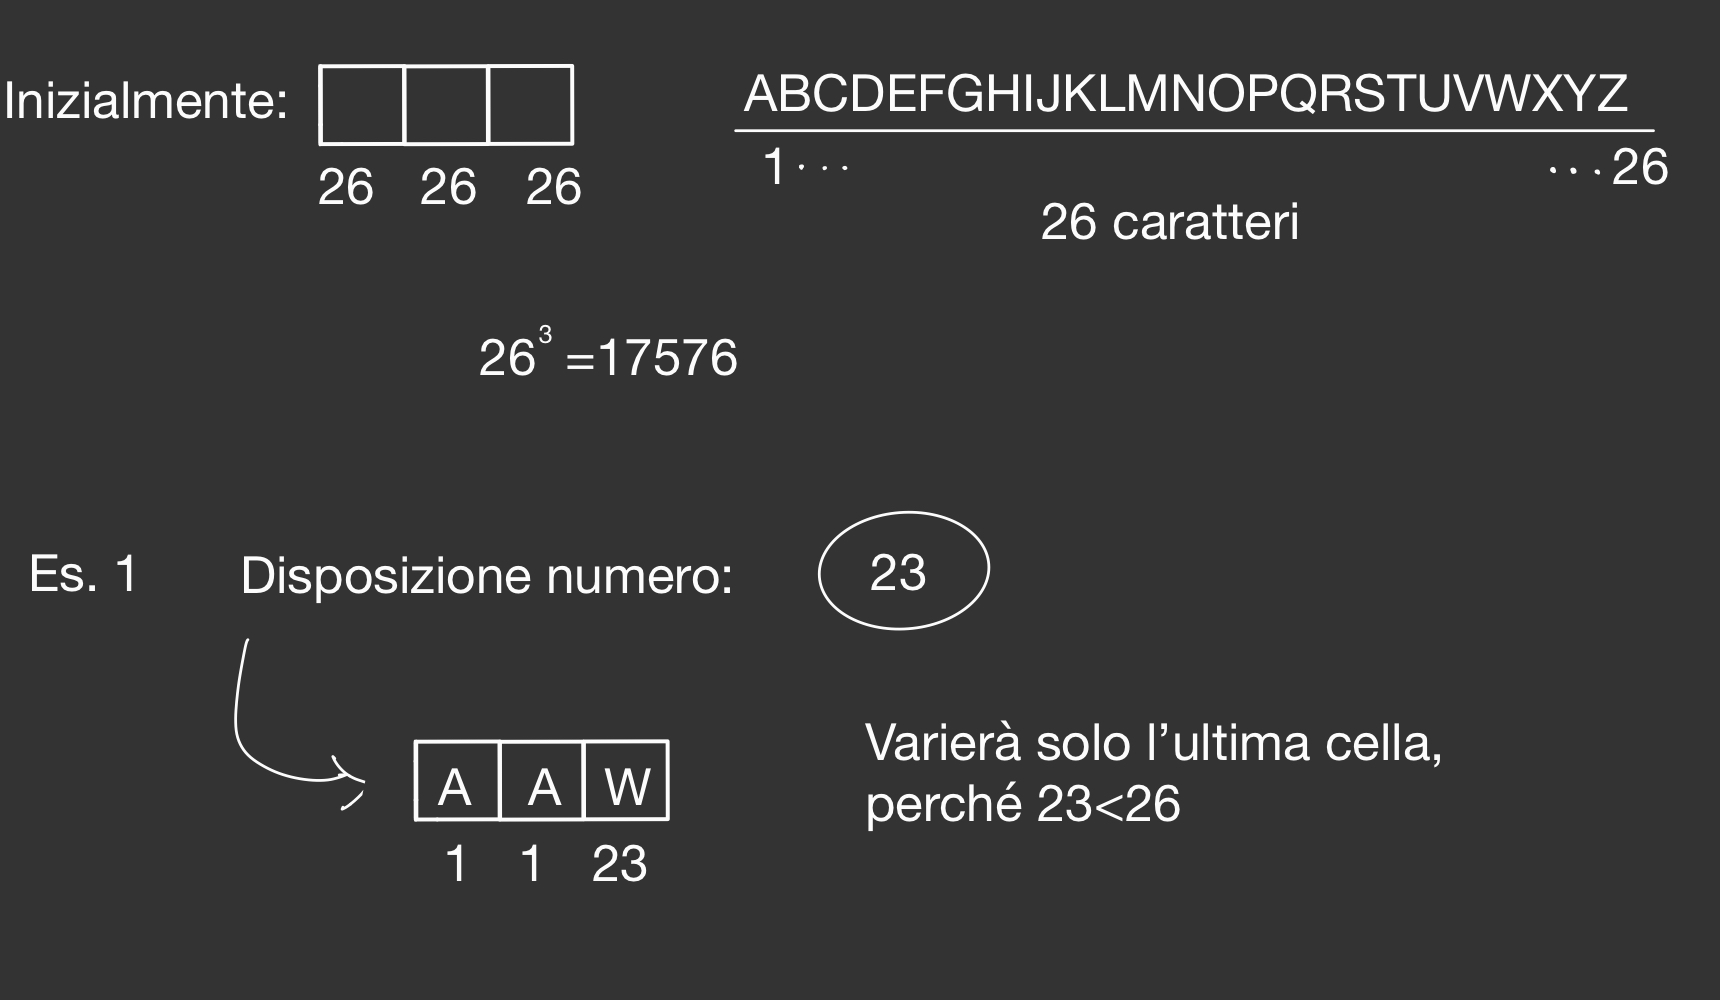 Inizialmente:
26 26 26
ABCDEFGHIJKLMNOPQRSTUVWXYZ
1... ...26
26 caratteri
26³ =17576
Es. 1 Disposizione numero: 23
A A W
1 1 23
Varierà solo l’ultima cella,
perché 23<26